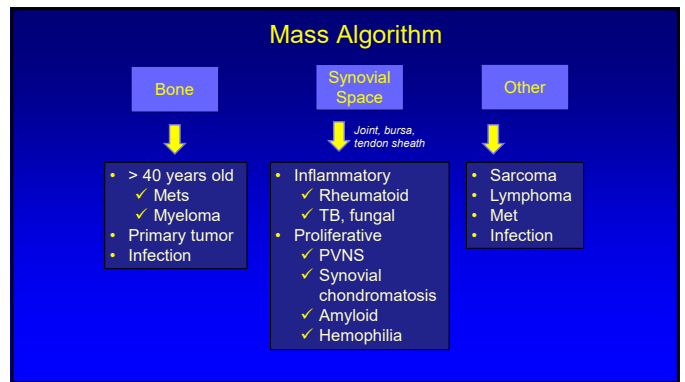 Mass Algorithm
Bone
Synovial
Space
Other
Joint, bursa,
tendon sheath
• > 40 years old
✓ Mets
✓ Myeloma
• Primary tumor
• Infection
• Inflammatory
✓ Rheumatoid
✓ TB, fungal
• Proliferative
✓ PVNS
✓ Synovial
chondromatosis
✓ Amyloid
✓ Hemophilia
• Sarcoma
• Lymphoma
• Met
• Infection